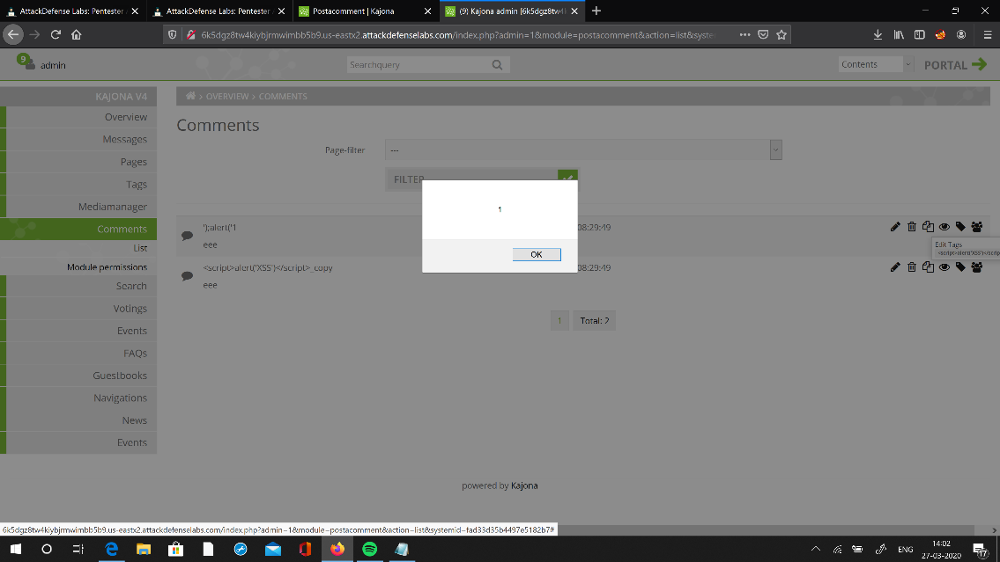 AttackDefense Labs: Pentester A
AttackDefense Labs: Pentester A
Postacomment | Kajona
(9) Kajona admin [6k5dgz8tw4k
6k5dgz8tw4kiybjrmwimbb5b9.us-eastx2.attackdefenselabs.com/index.php?admin=1&module=postacomment&action=list&syste
9
admin
Searchquery
Contents
PORTAL
KAJONA V4
> OVERVIEW > COMMENTS
Overview
Messages
Pages
Tags
Mediamanager
Comments
List
Module permissions
Search
Votings
Events
FAQs
Guestbooks
Navigations
News
Events
Comments
Page-filter
---
FILTER
1
OK
');alert('1
08:29:49
eee
Edit Tags
<script>alert('XSS')</scrip
<script>alert('XSS')</script>_copy
08:29:49
eee
1
Total: 2
powered by Kajona
6k5dgz8tw4kiybjrmwimbb5b9.us-eastx2.attackdefenselabs.com/index.php?admin=1&module=postacomment&action=list&systemid=fad33d35b4497e5182b7#
ENG
14:02
27-03-2020
17